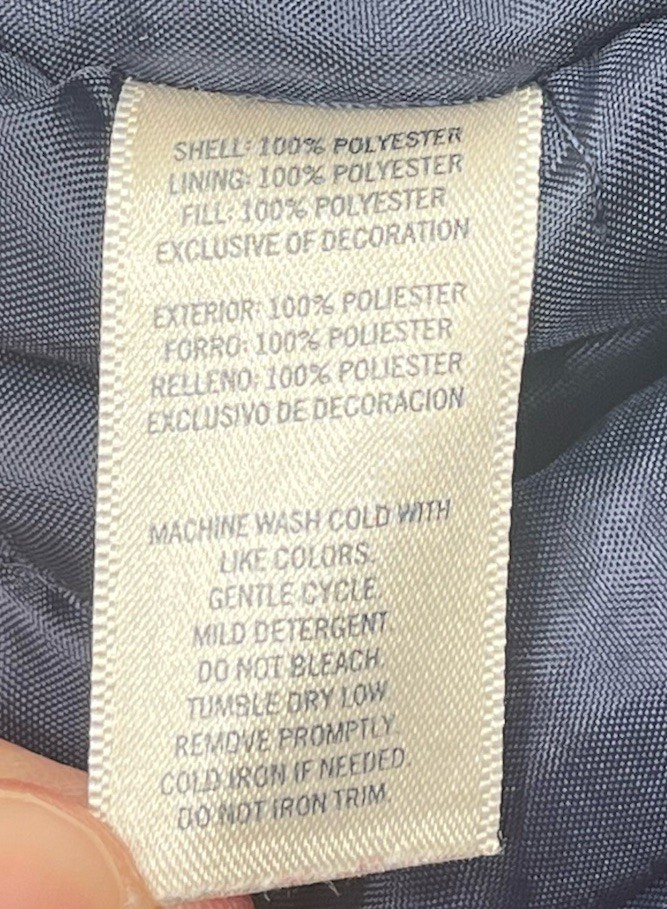 SHELL: 100% POLYESTER
LINING: 100% POLYESTER
FILL: 100% POLYESTER
EXCLUSIVE OF DECORATION
EXTERIOR: 100% POLIESTER
FORRO: 100% POLIESTER
RELLENO: 100% POLIESTER
EXCLUSIVO DE DECORACION
MACHINE WASH COLD WITH
LIKE COLORS.
GENTLE CYCLE.
MILD DETERGENT.
DO NOT BLEACH.
TUMBLE DRY LOW
REMOVE PROMPTLY.
COLD IRON IF NEEDED.
DO NOT IRON TRIM.